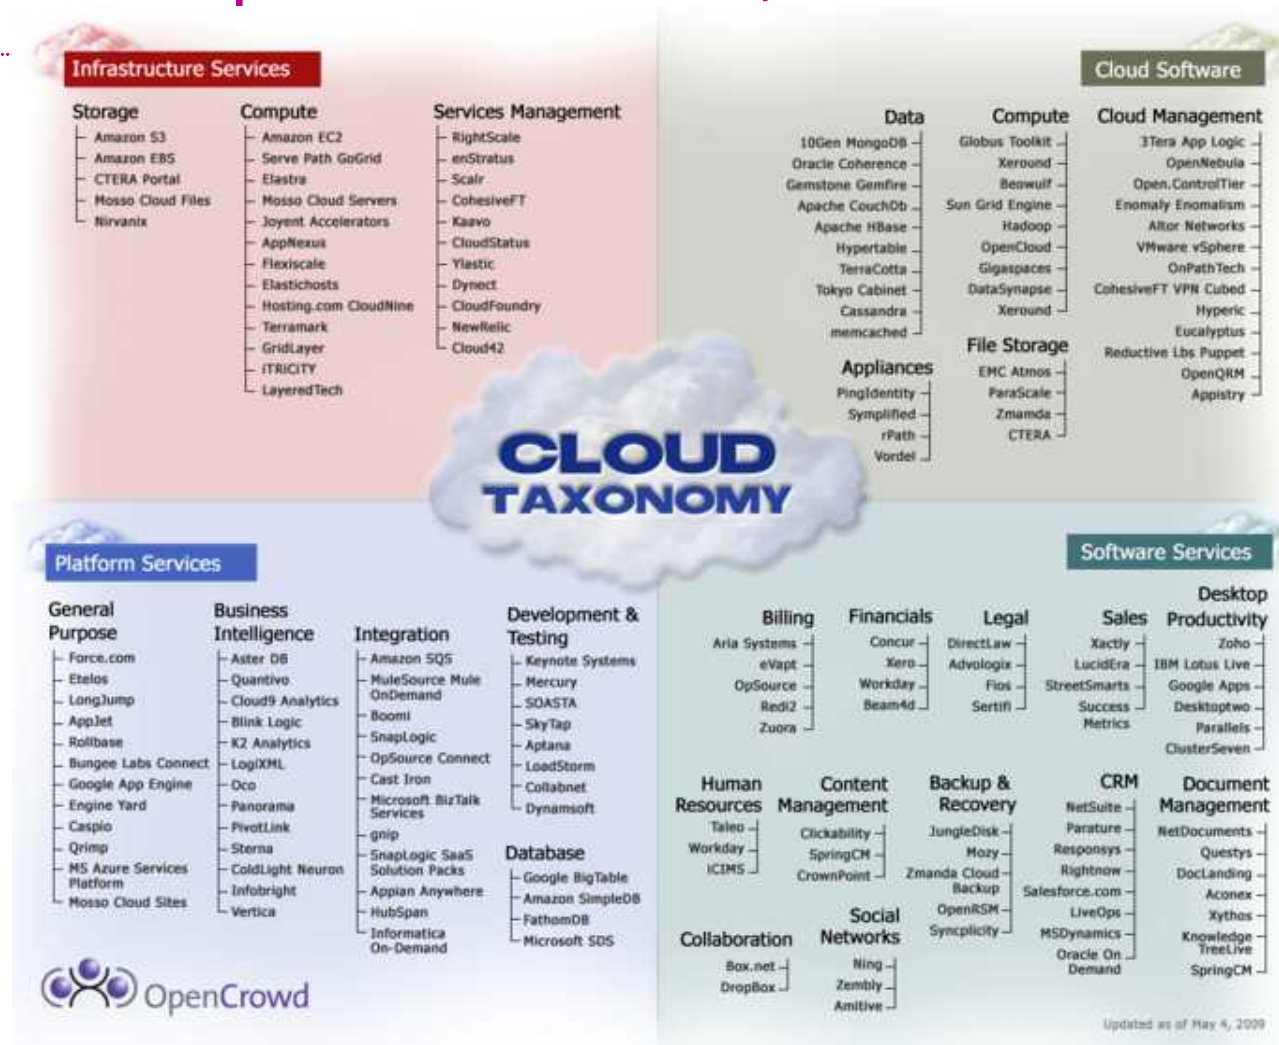 Infrastructure Services
Storage
Amazon S3
Amazon EBS
CTERA Portal
Mosso Cloud Files
Nirvanix
Compute
Amazon EC2
Serve Path GoGrid
Elastra
Mosso Cloud Servers
Joyent Accelerators
AppNexus
Flexiscale
Elastichosts
Hosting.com CloudNine
Terramark
GridLayer
ITRICITY
LayeredTech
Services Management
RightScale
enStratus
Scalr
CohesiveFT
Kaavo
CloudStatus
Ylastic
Dynect
CloudFoundry
NewRelic
Cloud42
Cloud Software
Data
10Gen MongoDB
Oracle Coherence
Gemstone Gemfire
Apache CouchDb
Apache HBase
Hypertable
TerraCotta
Tokyo Cabinet
Cassandra
memcached
Appliances
PingIdentity
Symplified
rPath
Vordel
Compute
Globus Toolkit
Xeround
Beowulf
Sun Grid Engine
Hadoop
OpenCloud
Gigaspaces
DataSynapse
Xeround
File Storage
EMC Atmos
ParaScale
Zmamda
CTERA
Cloud Management
3Tera App Logic
OpenNebula
Open.ControlTier
Enomaly Enomalism
Altor Networks
VMware vSphere
OnPathTech
CohesiveFT VPN Cubed
Hyperic
Eucalyptus
Reductive Lbs Puppet
OpenQRM
Appistry
CLOUD
TAXONOMY
Platform Services
General
Purpose
Force.com
Etelos
LongJump
AppJet
Rollbase
Bungee Labs Connect
Google App Engine
Engine Yard
Caspio
Qrimp
MS Azure Services
Platform
Mosso Cloud Sites
Business
Intelligence
Aster DB
Quantivo
Cloud9 Analytics
Blink Logic
K2 Analytics
LogiXML
Oco
Panorama
PivotLink
Sterna
ColdLight Neuron
Infobright
Vertica
Integration
Amazon SQS
MuleSource Mule
OnDemand
Boomi
SnapLogic
OpSource Connect
Cast Iron
Microsoft BizTalk
Services
gnip
SnapLogic SaaS
Solution Packs
Appian Anywhere
HubSpan
Informatica
On-Demand
Development &
Testing
Keynote Systems
Mercury
SOASTA
SkyTap
Aptana
LoadStorm
Collabnet
Dynamsoft
Database
Google BigTable
Amazon SimpleDB
FathomDB
Microsoft SDS
OpenCrowd
Software Services
Billing
Aria Systems
eVapt
OpSource
Redi2
Zuora
Financials
Concur
Xero
Workday
Beam4d
Legal
DirectLaw
Advologix
Fios
Sertifi
Sales
Xactly
LucidEra
StreetSmarts
Success
Metrics
Desktop
Productivity
Zoho
IBM Lotus Live
Google Apps
Desktoptwo
Parallels
ClusterSeven
Human
Resources
Taleo
Workday
iCIMS
Content
Management
Clickability
SpringCM
CrownPoint
Backup &
Recovery
JungleDisk
Mozy
Zmanda Cloud
Backup
OpenRSM
Syncplicity
CRM
NetSuite
Parature
Responsys
Rightnow
Salesforce.com
LiveOps
MSDynamics
Oracle On
Demand
Document
Management
NetDocuments
Questys
DocLanding
Aconex
Xythos
Knowledge
TreeLive
SpringCM
Collaboration
Box.net
DropBox
Social
Networks
Ning
Zembly
Amitive
Updated as of May 4, 2009